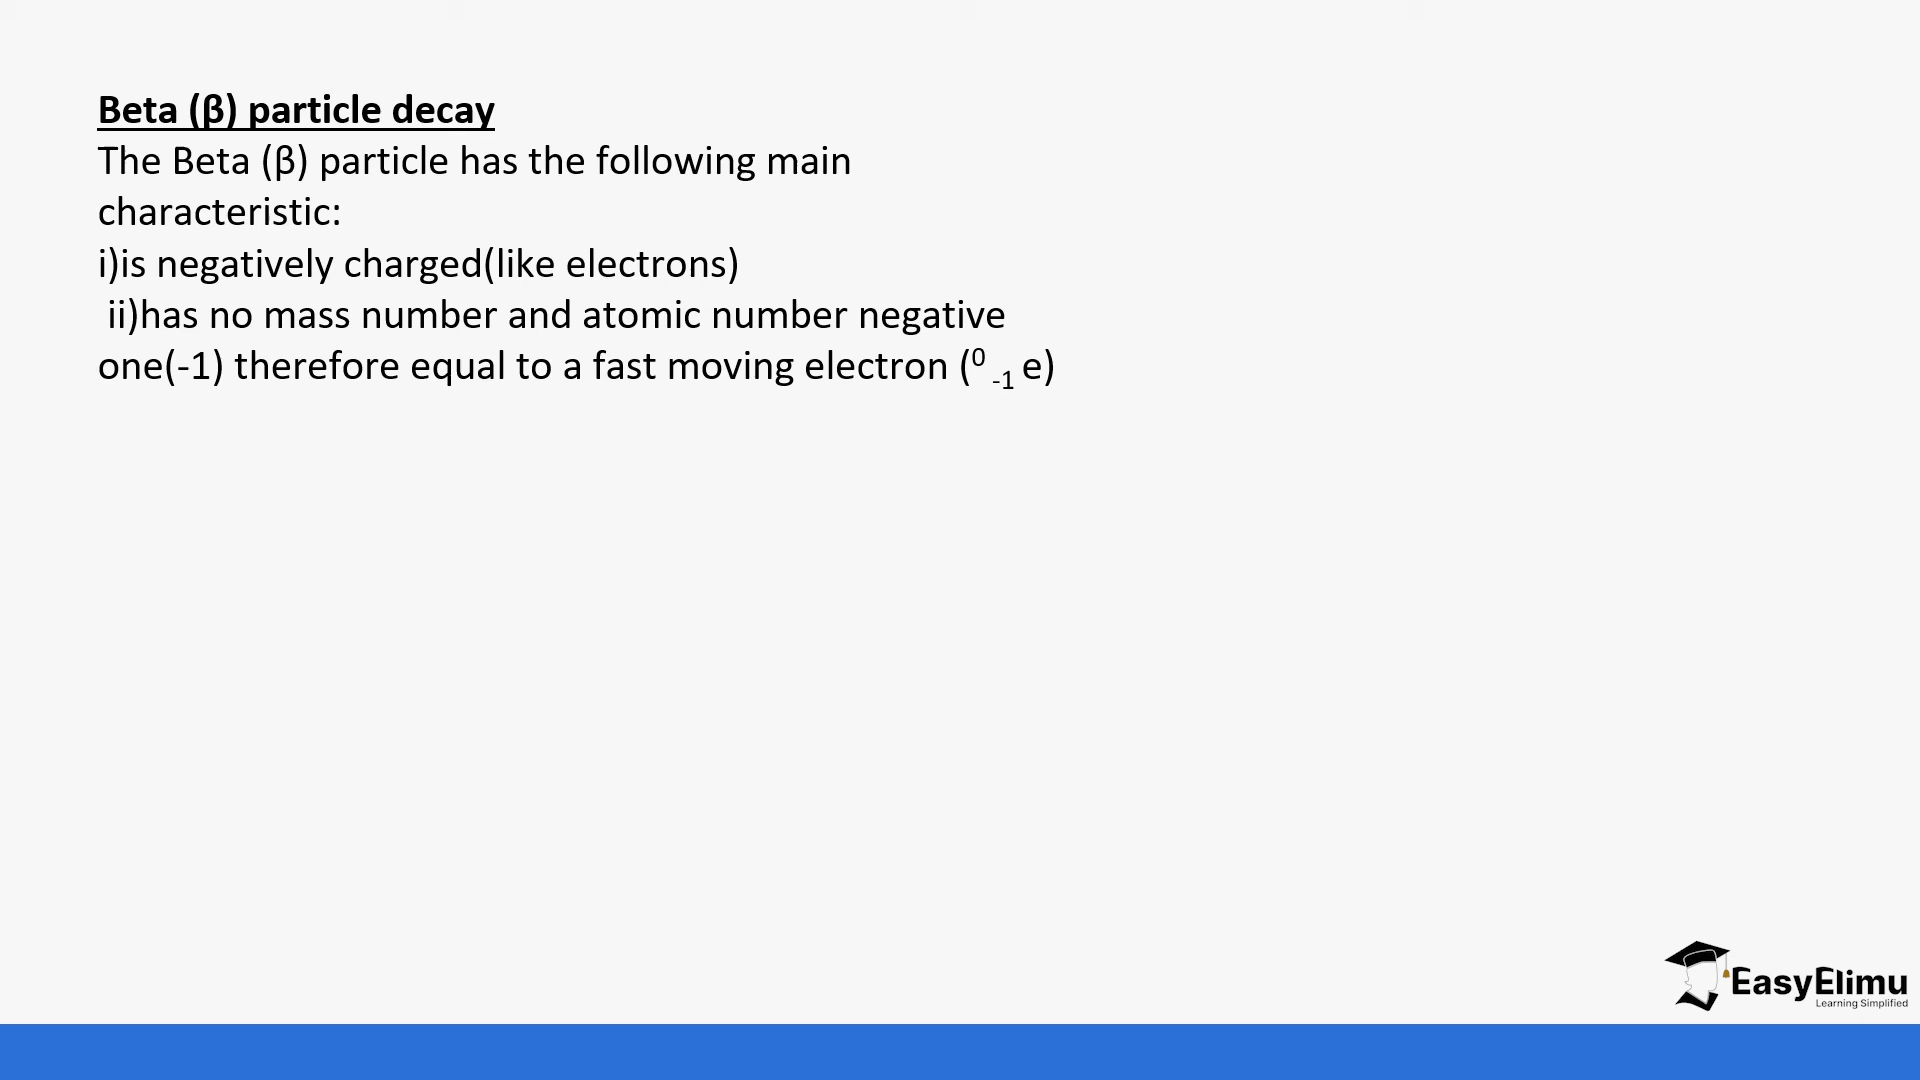 Beta (β) particle decay
The Beta (β) particle has the following main
characteristic:
i)is negatively charged(like electrons)
ii)has no mass number and atomic number negative
one(-1) therefore equal to a fast moving electron (⁰ ₋₁ e)
EasyElimu
Learning Simplified